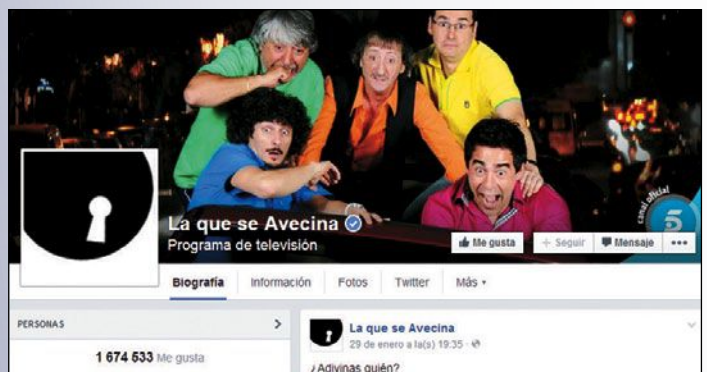 canal oficial
5
La que se Avecina
Programa de televisión
Me gusta
+ Seguir
Mensaje
Biografía Información Fotos Twitter Más
PERSONAS
1 674 533 Me gusta
La que se Avecina
29 de enero a la(s) 19:35
¿Adivinas quién?